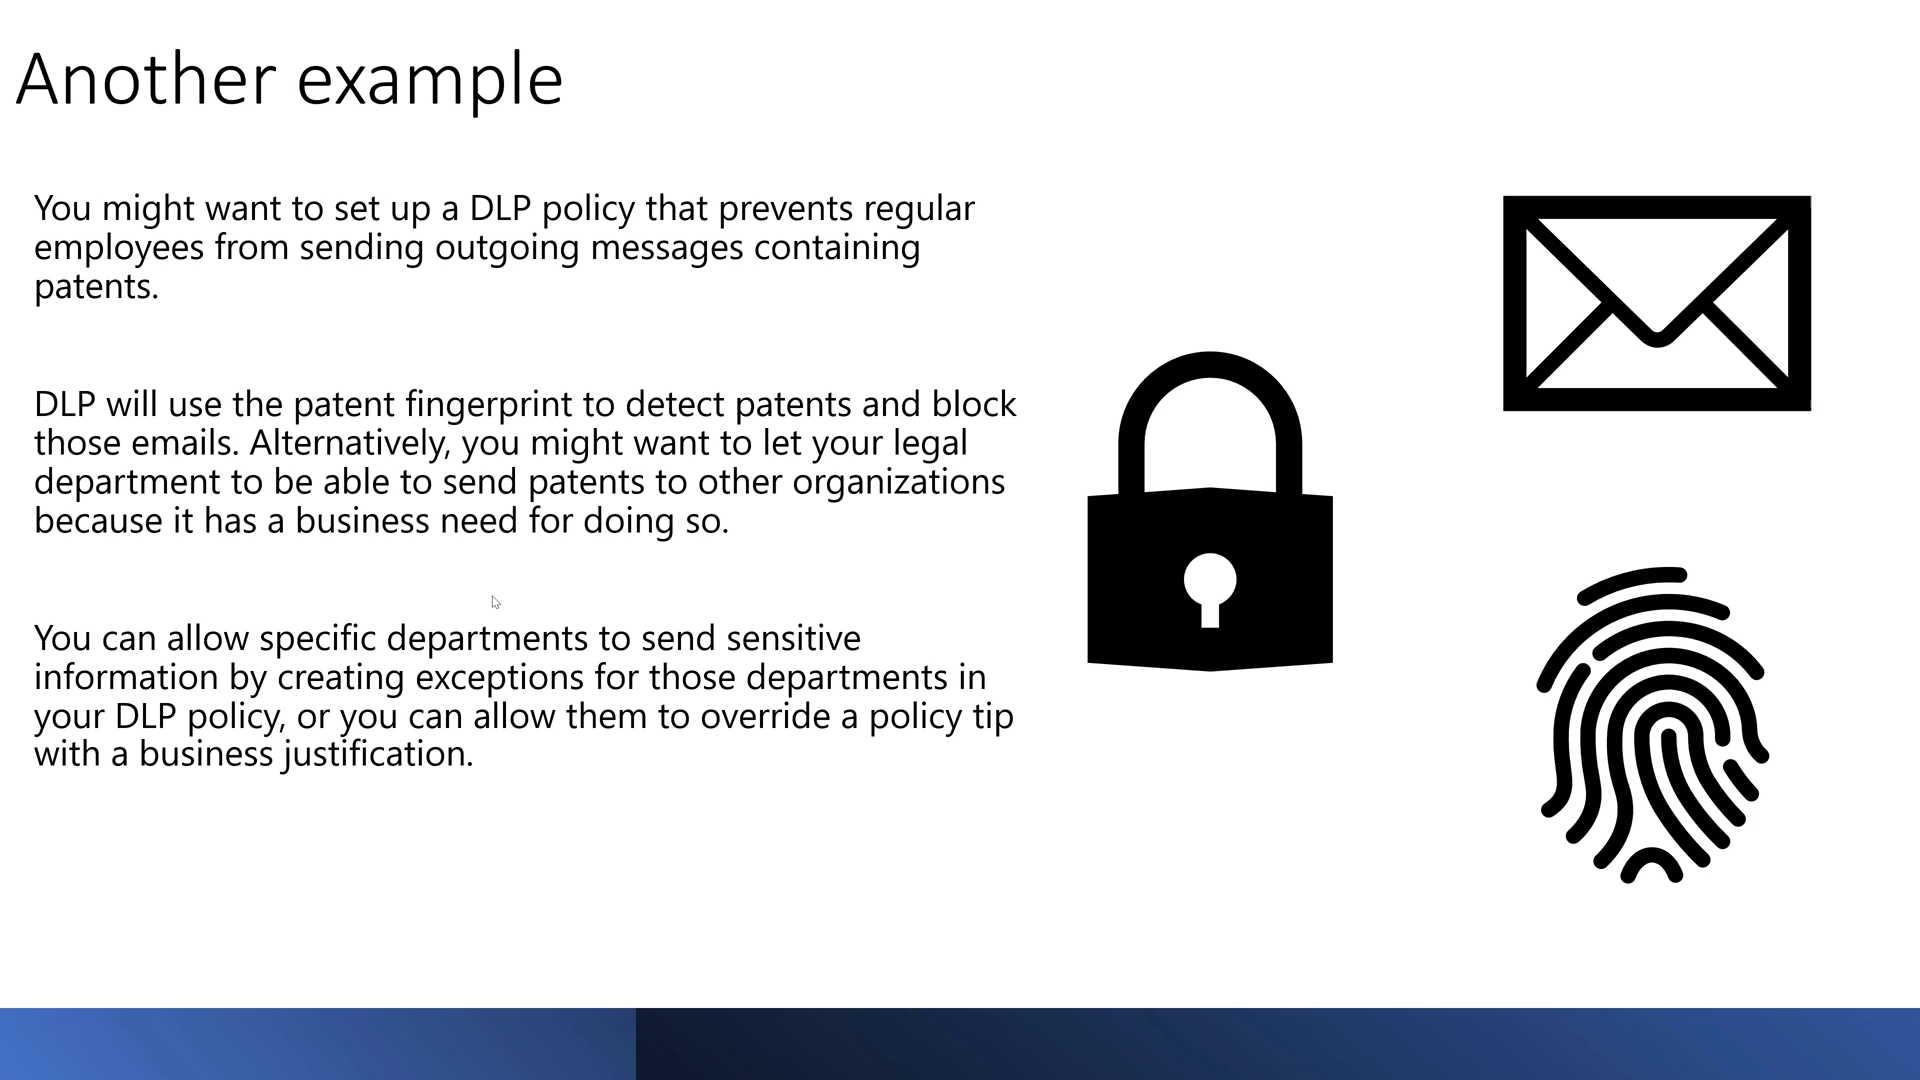 Another example
You might want to set up a DLP policy that prevents regular
employees from sending outgoing messages containing
patents.
DLP will use the patent fingerprint to detect patents and block
those emails. Alternatively, you might want to let your legal
department to be able to send patents to other organizations
because it has a business need for doing so.
You can allow specific departments to send sensitive
information by creating exceptions for those departments in
your DLP policy, or you can allow them to override a policy tip
with a business justification.